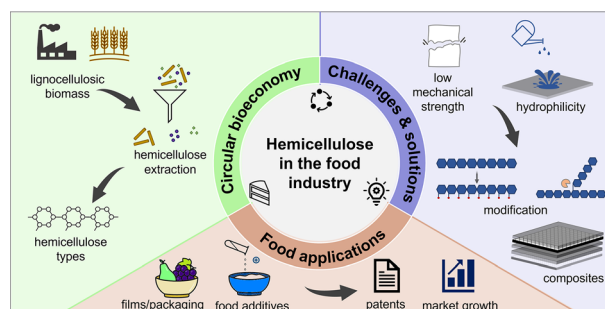 lignocellulosic
biomass
hemicellulose
extraction
hemicellulose
types
Circular bioeconomy
Challenges & solutions
Food applications
Hemicellulose
in the food
industry
low
mechanical
strength
hydrophilicity
modification
composites
films/packaging
food additives
patents
market growth